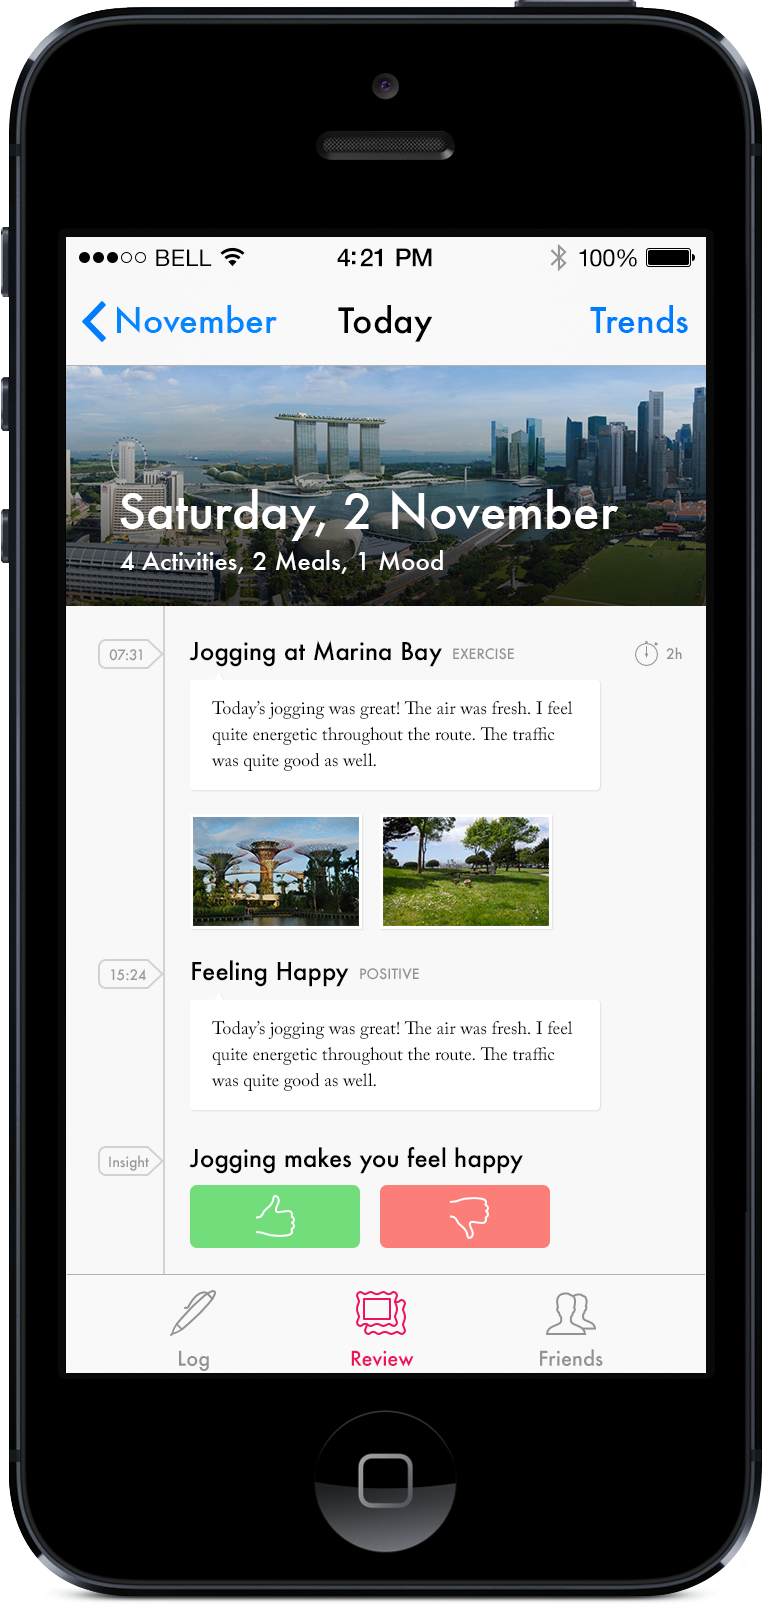 BELL 4:21 PM 100%
November Today Trends
Saturday, 2 November
4 Activities, 2 Meals, 1 Mood
07:31 Jogging at Marina Bay EXERCISE 2h
Today's jogging was great! The air was fresh. I feel
quite energetic throughout the route. The traffic
was quite good as well.
15:24 Feeling Happy POSITIVE
Today's jogging was great! The air was fresh. I feel
quite energetic throughout the route. The traffic
was quite good as well.
Insight Jogging makes you feel happy
Log Review Friends